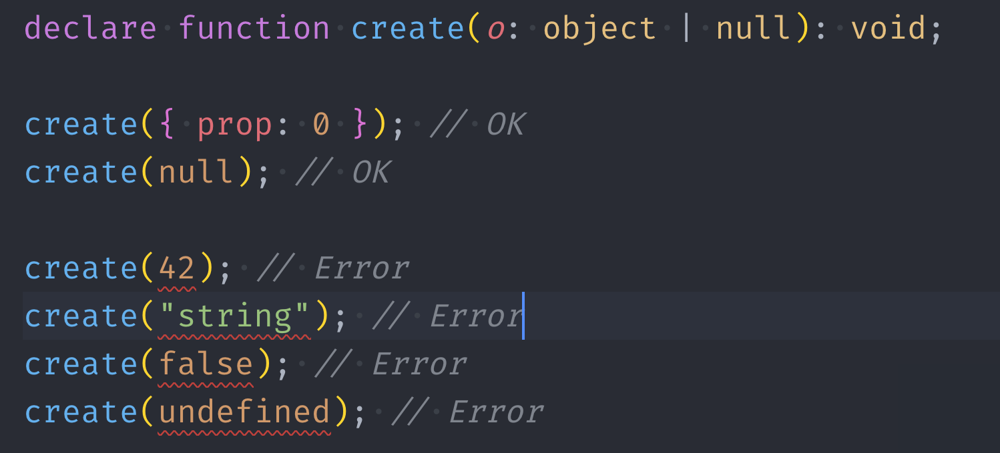 declare function create(o: object | null): void;
create({ prop: 0 }); // OK
create(null); // OK
create(42); // Error
create("string"); // Error
create(false); // Error
create(undefined); // Error